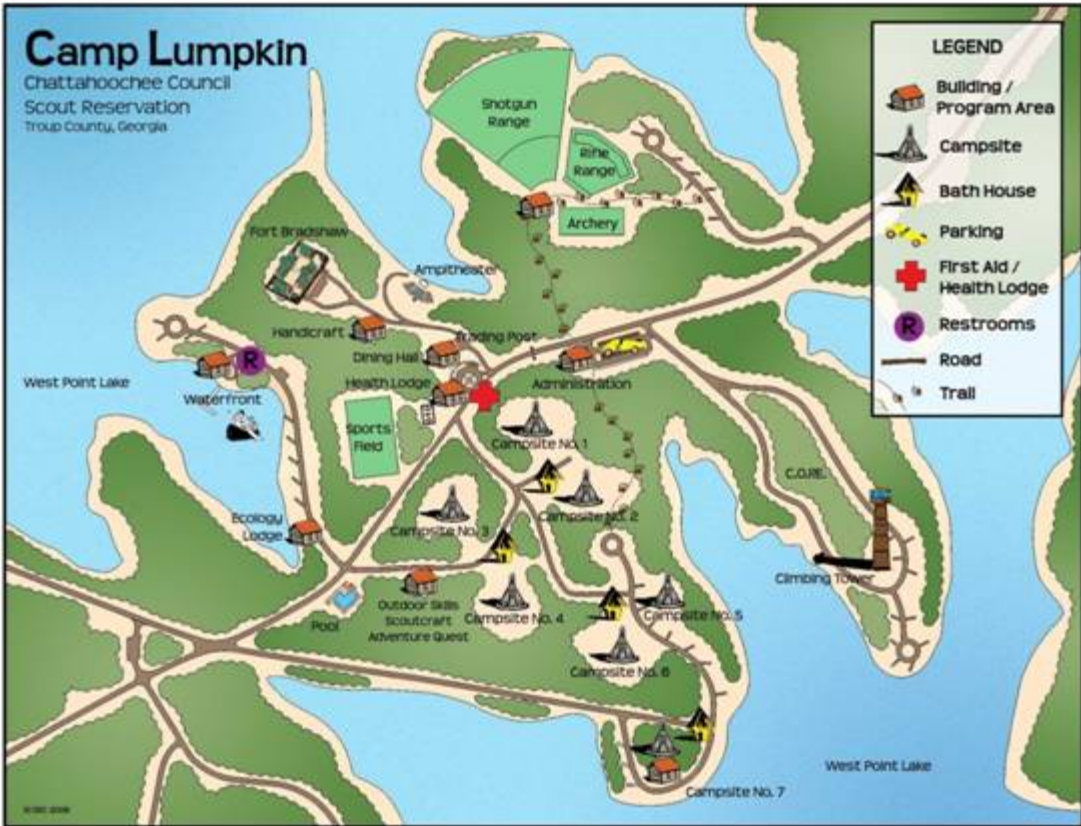 Camp Lumpkin
Chattahoochee Council
Scout Reservation
Troup County, Georgia
LEGEND
Building /
Program Area
Campsite
Bath House
Parking
First Aid /
Health Lodge
R
Restrooms
Road
Trail
Shotgun
Range
Rifle
Range
Archery
Fort Bradshaw
Ampitheater
Handicraft
Trading Post
Dining Hall
Administration
Health Lodge
R
West Point Lake
Waterfront
Sports
Field
Campsite No. 1
Campsite No. 2
Campsite No. 3
C.O.P.E.
Ecology
Lodge
Climbing Tower
Outdoor Skills
Scoutcraft
Adventure Quest
Pool
Campsite No. 4
Campsite No. 5
Campsite No. 6
West Point Lake
Campsite No. 7